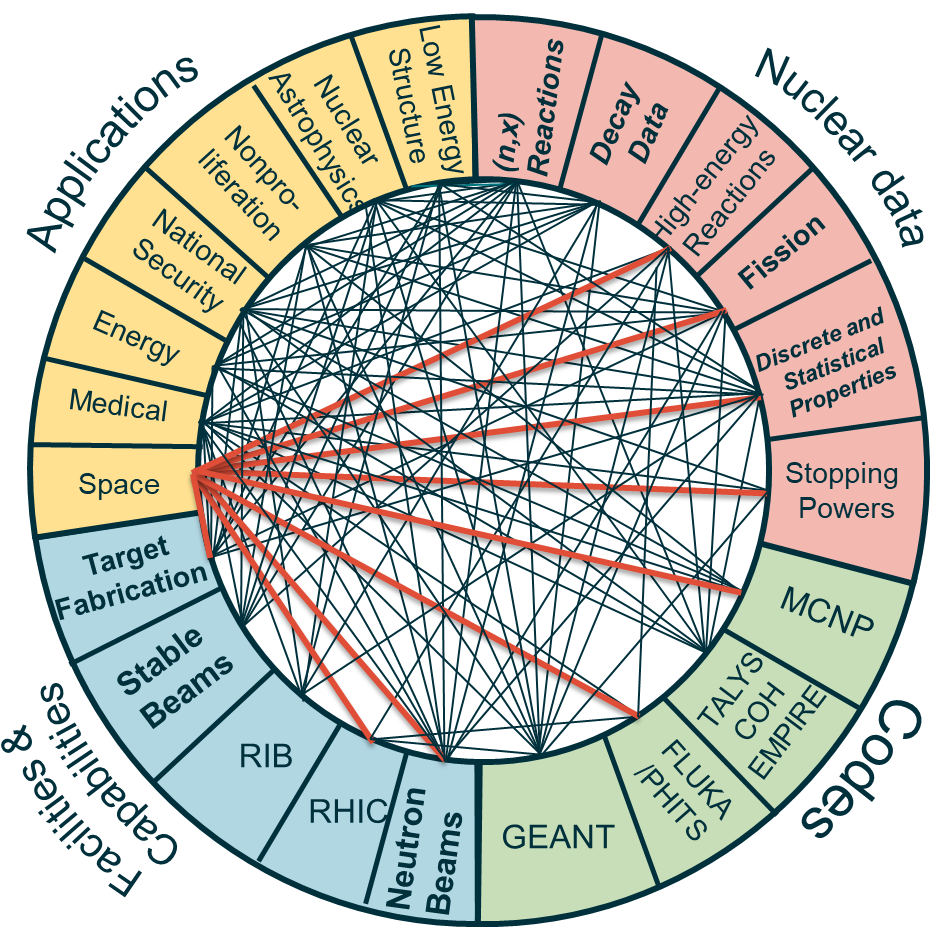 Applications
Low Energy
Structure
Nuclear
Astrophysics
Nonpro-
liferation
National
Security
Energy
Medical
Space
Nuclear data
(n,x)
Reactions
Decay
Data
High-energy
Reactions
Fission
Discrete and
Statistical
Properties
Stopping
Powers
Codes
MCNP
TALYS
COH
EMPIRE
FLUKA
/PHITS
GEANT
Facilities &
Capabilities
Target
Fabrication
Stable
Beams
RIB
RHIC
Neutron
Beams